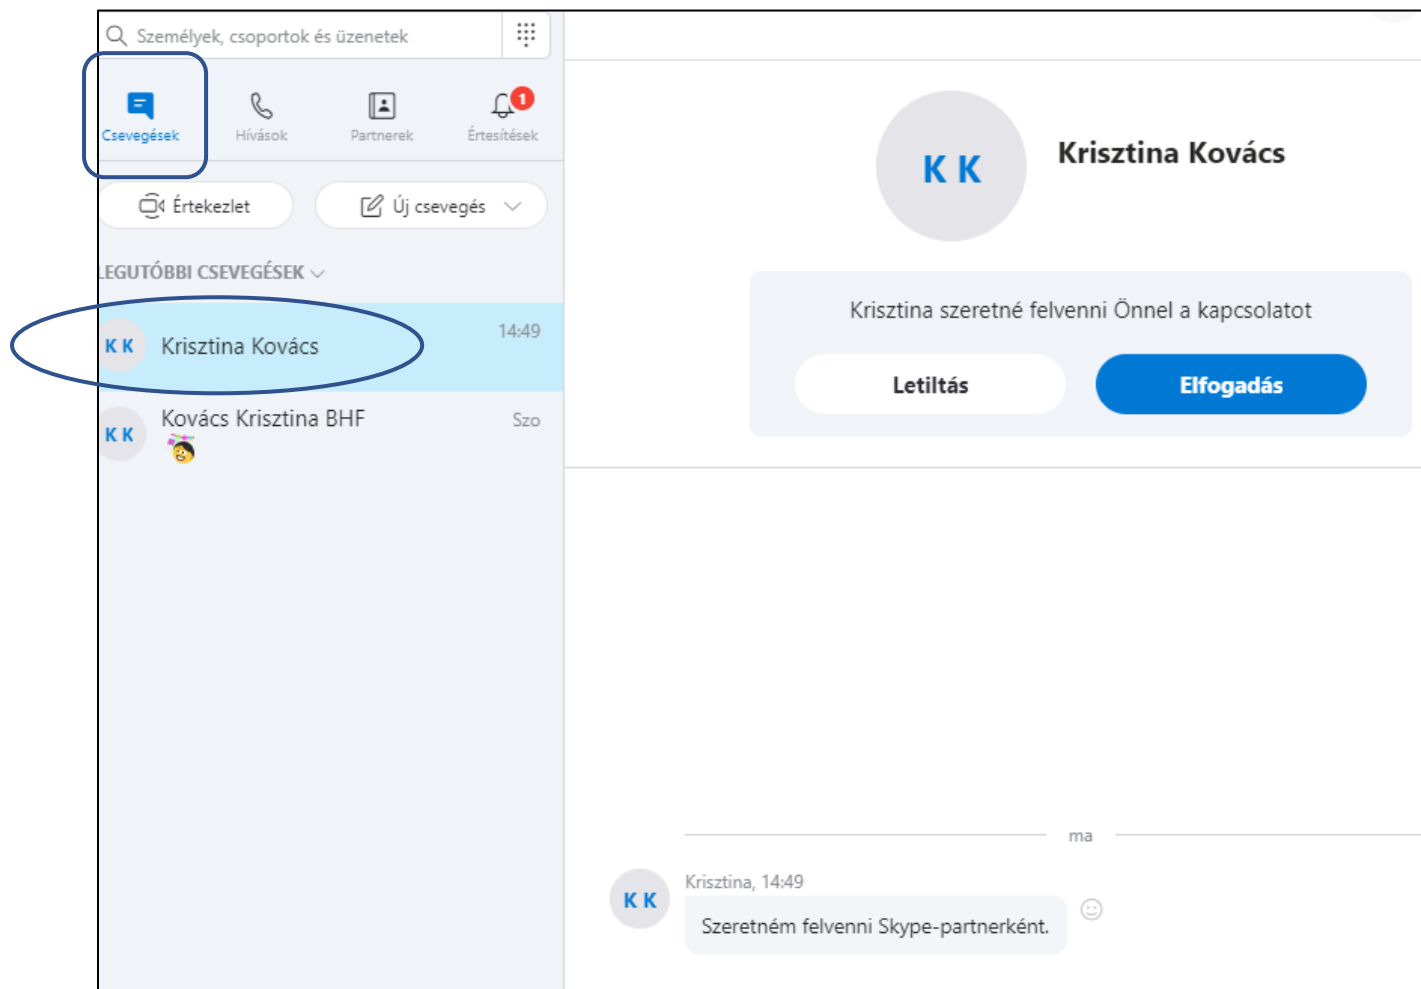 Személyek, csoportok és üzenetek
Csevegések
Hívások
Partnerek
Értesítések
1
Értekezlet
Új csevegés
LEGUTÓBBI CSEVEGÉSEK
K K
Krisztina Kovács
14:49
K K
Kovács Krisztina BHF
Szo
K K
Krisztina Kovács
Krisztina szeretné felvenni Önnel a kapcsolatot
Letiltás
Elfogadás
ma
K K
Krisztina, 14:49
Szeretném felvenni Skype-partnerként.